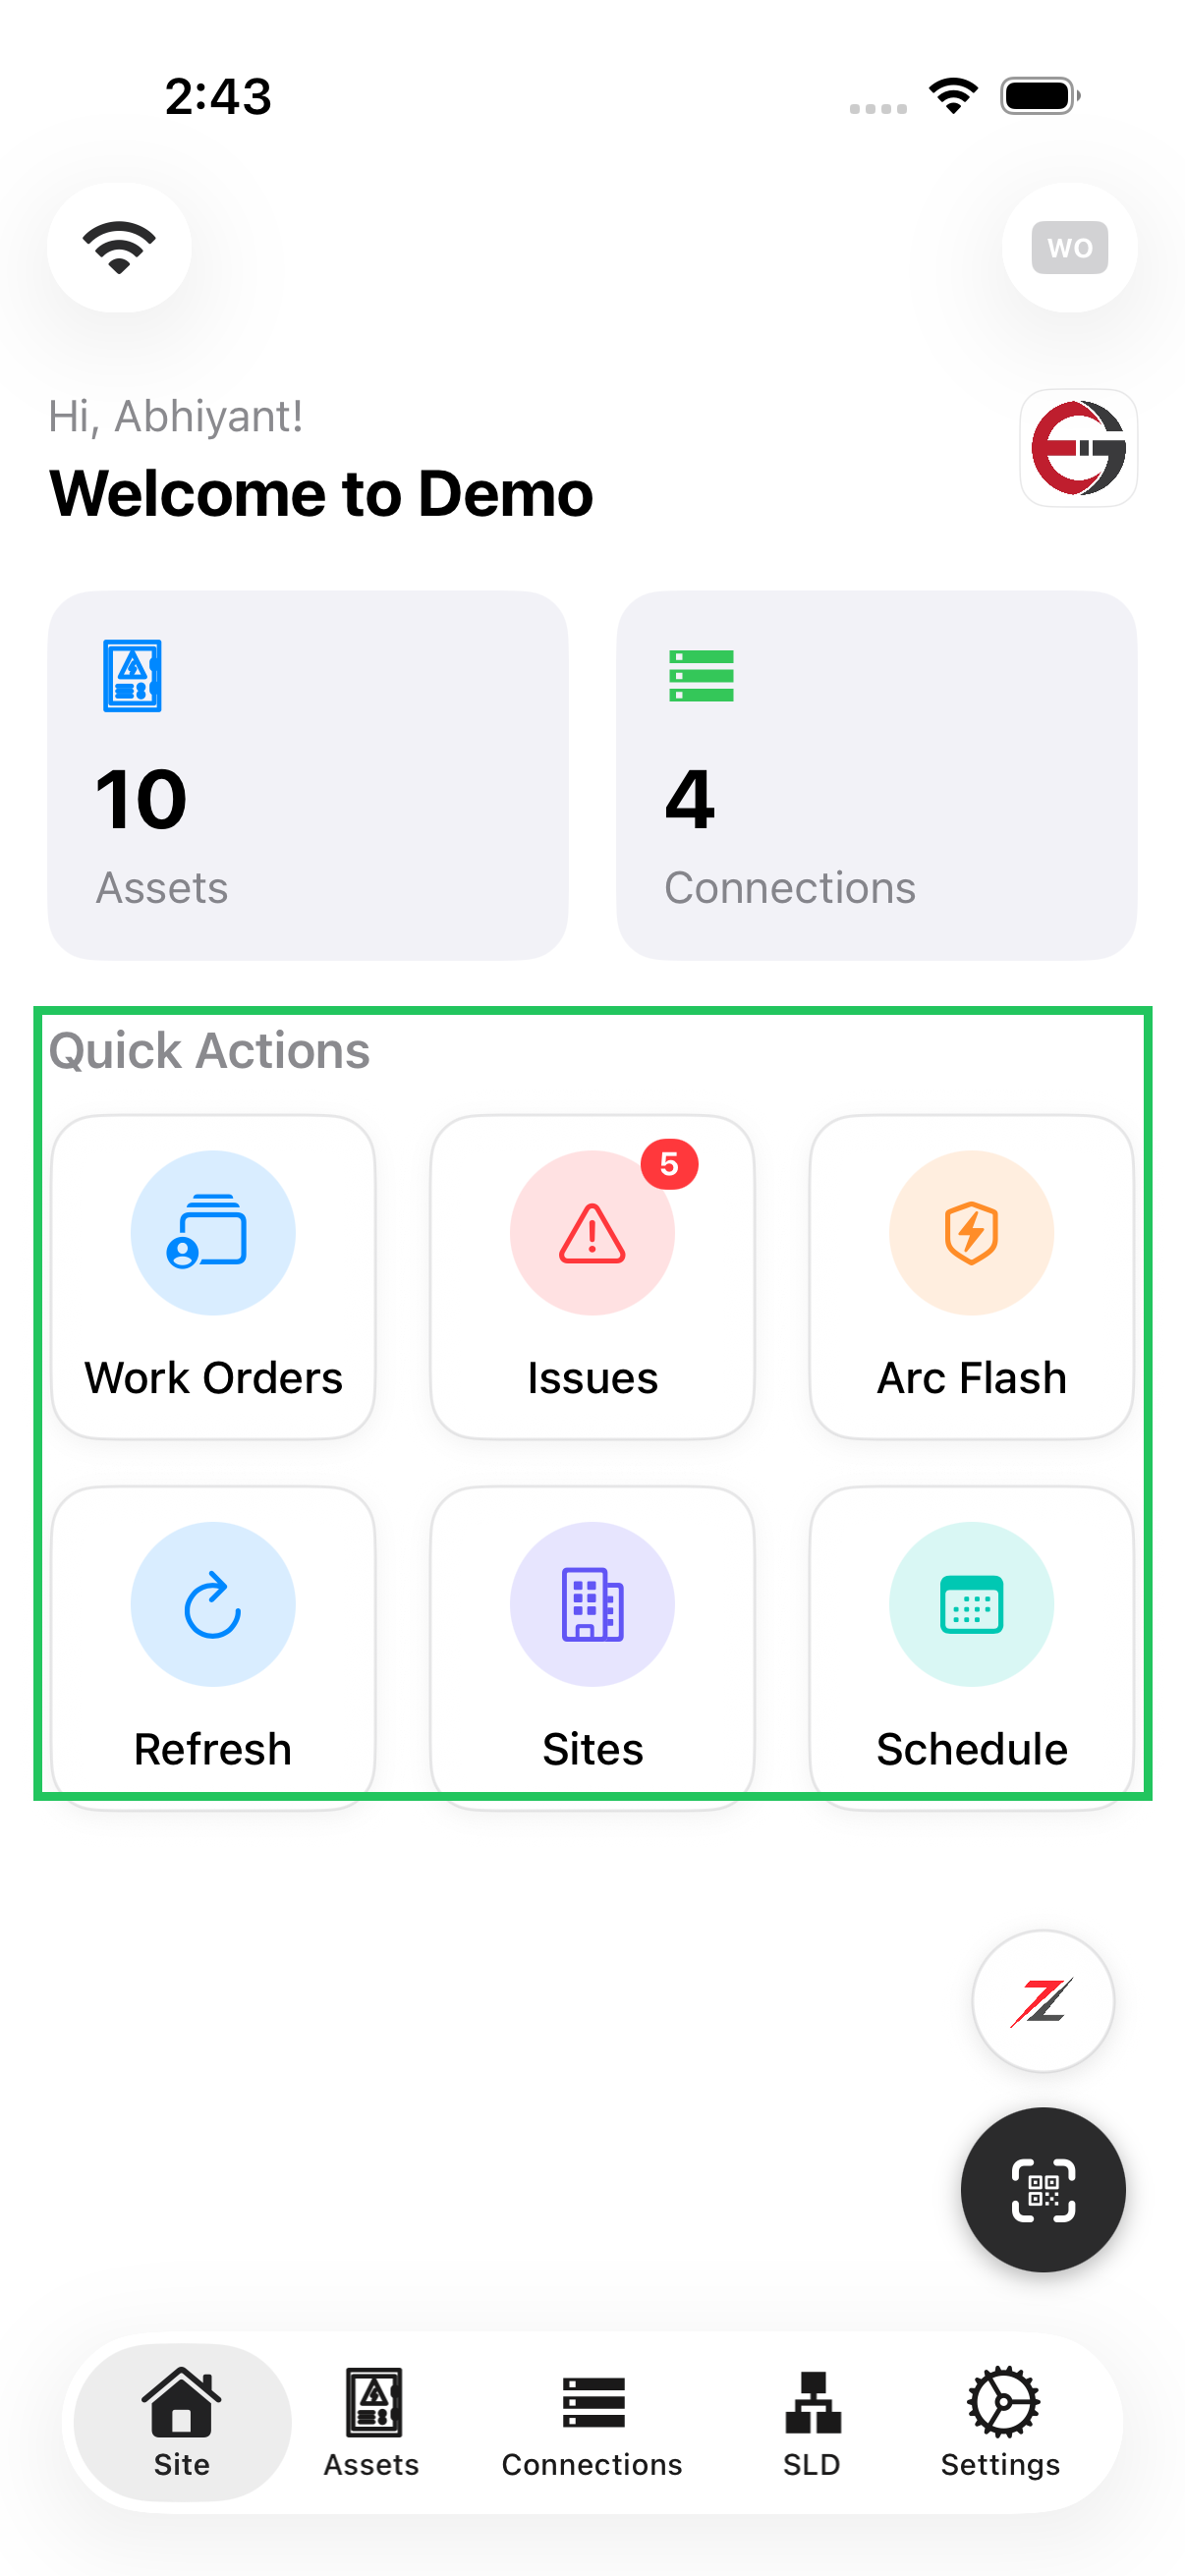 2:43
WO
Hi, Abhiyant!
Welcome to Demo
10
Assets
4
Connections
Quick Actions
5
Work Orders
Issues
Arc Flash
Refresh
Sites
Schedule
Site
Assets
Connections
SLD
Settings